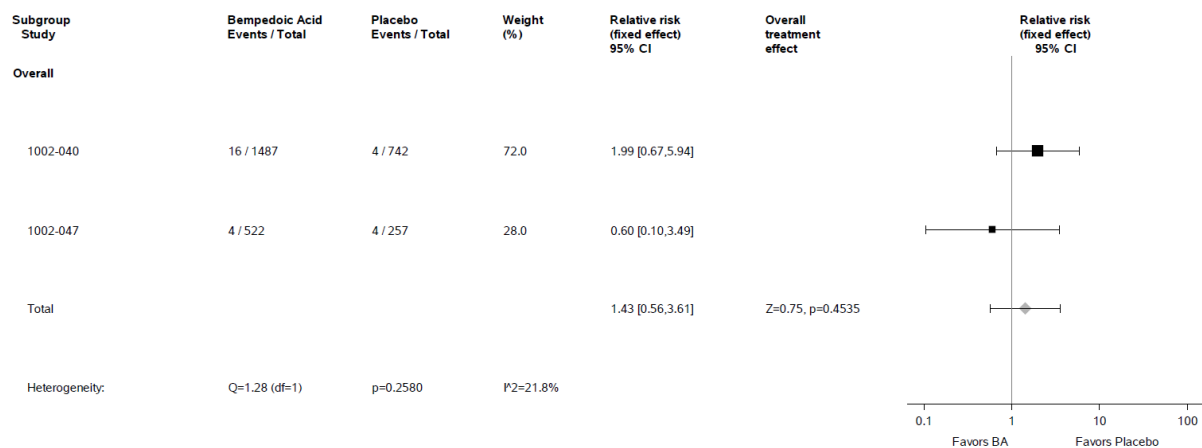 Subgroup Bempedoic Acid Placebo Weight Relative risk Overall Relative risk
Study Events / Total Events / Total (%) (fixed effect) treatment (fixed effect)
95% CI effect 95% CI
Overall
1002-040 16 / 1487 4 / 742 72.0 1.99 [0.67,5.94]
1002-047 4 / 522 4 / 257 28.0 0.60 [0.10,3.49]
Total 1.43 [0.56,3.61] Z=0.75, p=0.4535
Heterogeneity: Q=1.28 (df=1) p=0.2580 I^2=21.8%
0.1 1 10 100
Favors BA Favors Placebo